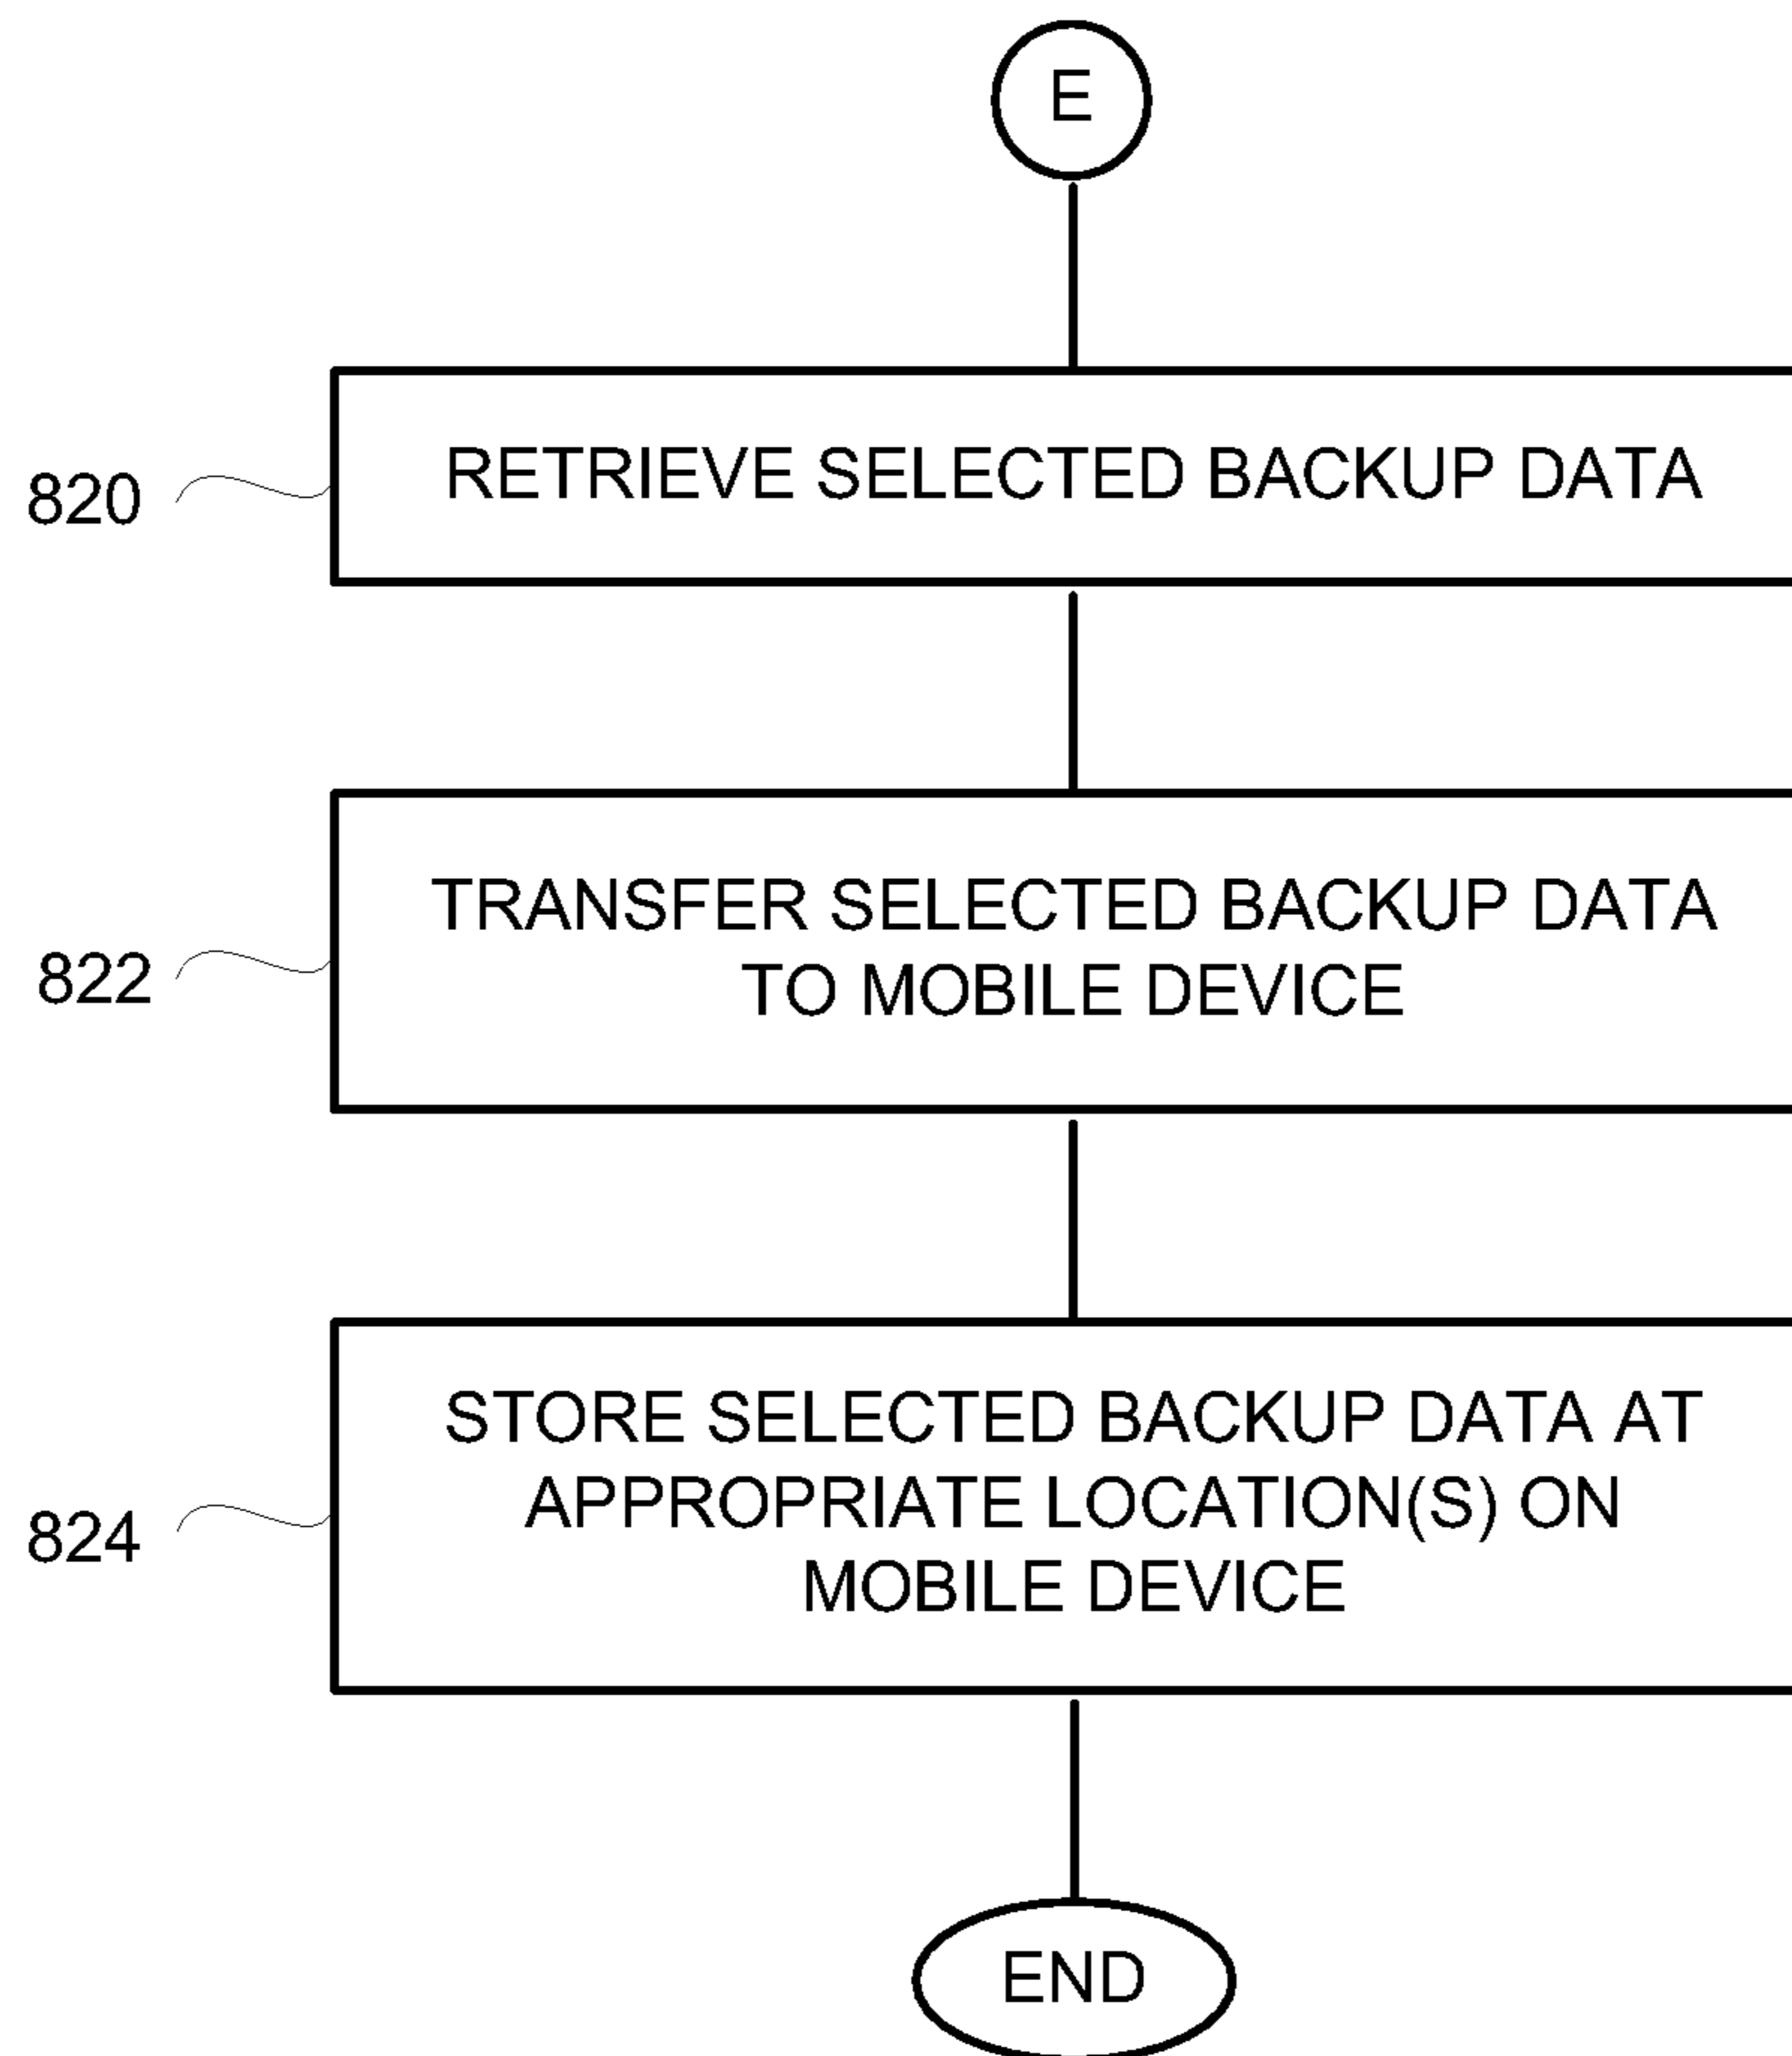 E
820
RETRIEVE SELECTED BACKUP DATA
822
TRANSFER SELECTED BACKUP DATA
TO MOBILE DEVICE
824
STORE SELECTED BACKUP DATA AT
APPROPRIATE LOCATION(S) ON
MOBILE DEVICE
END